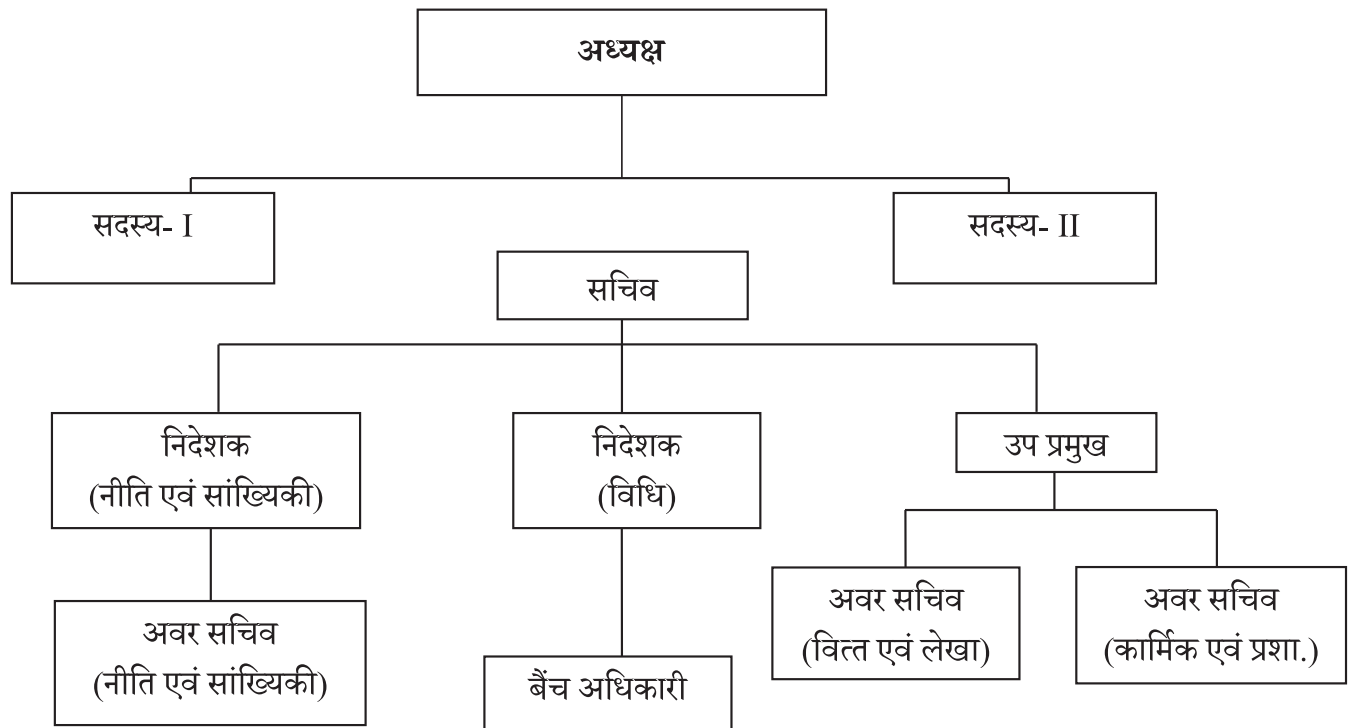 अध्यक्ष
सदस्य- I
सदस्य- II
सचिव
निदेशक
(नीति एवं सांख्यिकी)
निदेशक
(विधि)
उप प्रमुख
अवर सचिव
(नीति एवं सांख्यिकी)
बैंच अधिकारी
अवर सचिव
(वित्त एवं लेखा)
अवर सचिव
(कार्मिक एवं प्रशा.)